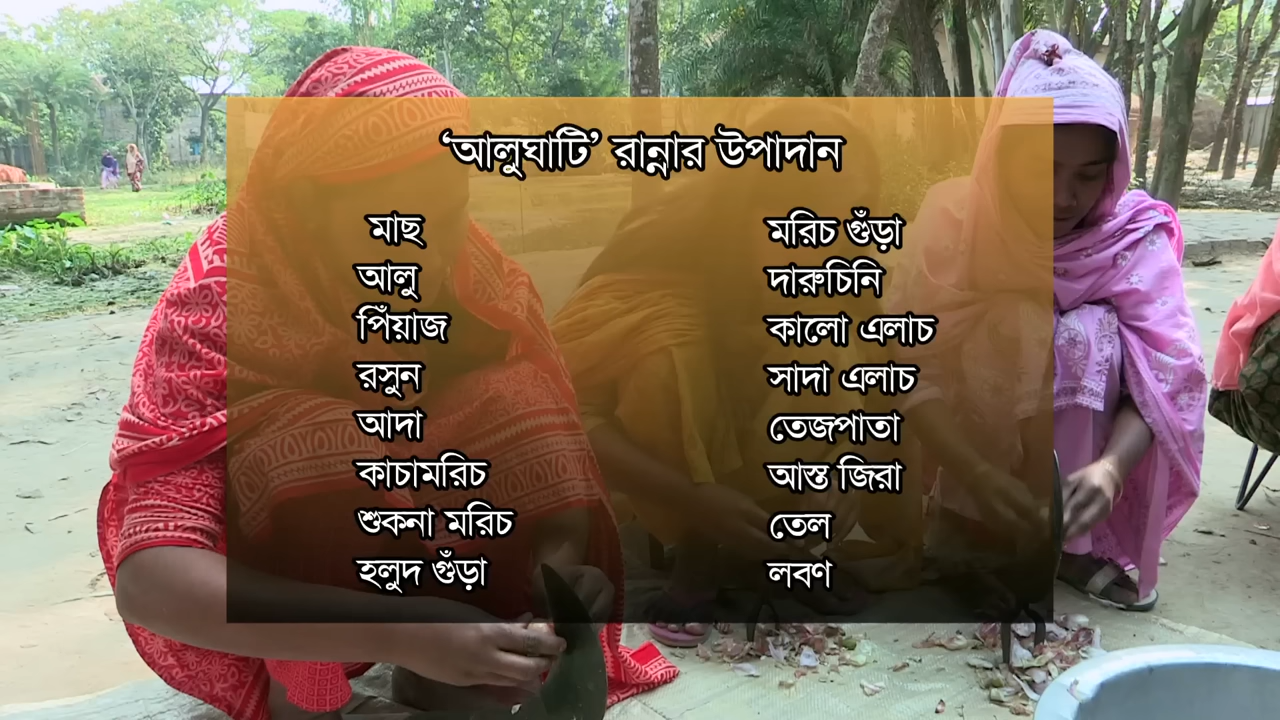 ‘আলুঘাটি’ রান্নার উপাদান
মাছ
আলু
পিঁয়াজ
রসুন
আদা
কাচামরিচ
শুকনা মরিচ
হলুদ গুঁড়া
মরিচ গুঁড়া
দারুচিনি
কালো এলাচ
সাদা এলাচ
তেজপাতা
আস্ত জিরা
তেল
লবণ